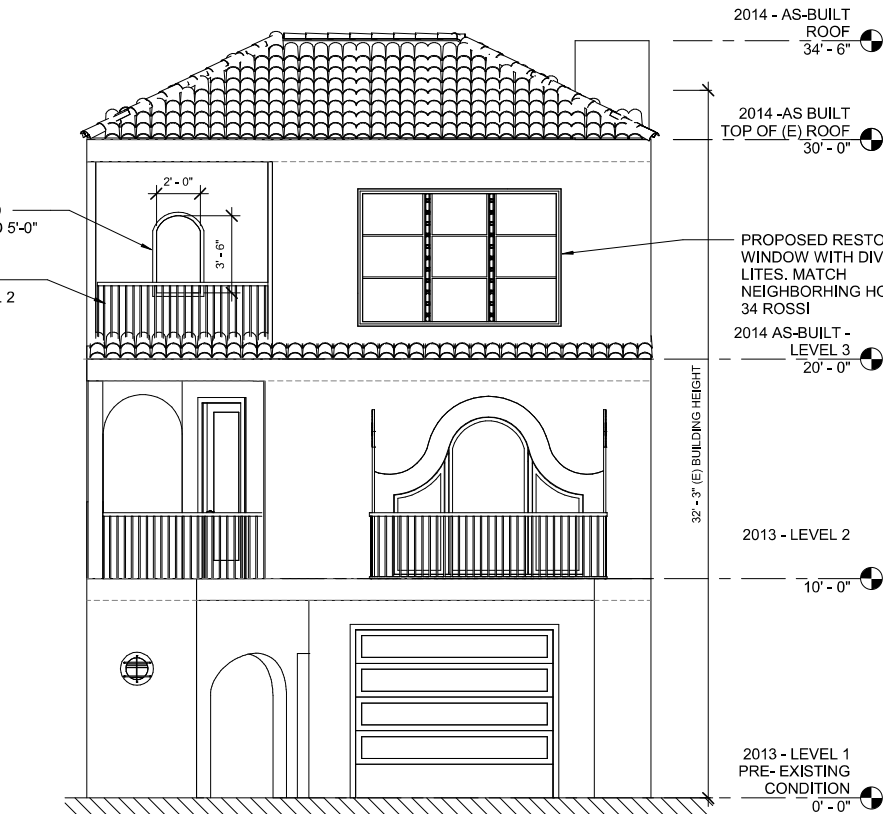 2014 - AS-BUILT
ROOF
34' - 6"
2014 -AS BUILT
TOP OF (E) ROOF
30' - 0"
2' - 0"
3' - 6"
5'-0"
2
PROPOSED RESTO
WINDOW WITH DIV
LITES. MATCH
NEIGHBORHING HO
34 ROSSI
2014 AS-BUILT -
LEVEL 3
20' - 0"
32' - 3" (E) BUILDING HEIGHT
2013 - LEVEL 2
10' - 0"
2013 - LEVEL 1
PRE- EXISTING
CONDITION
0' - 0"